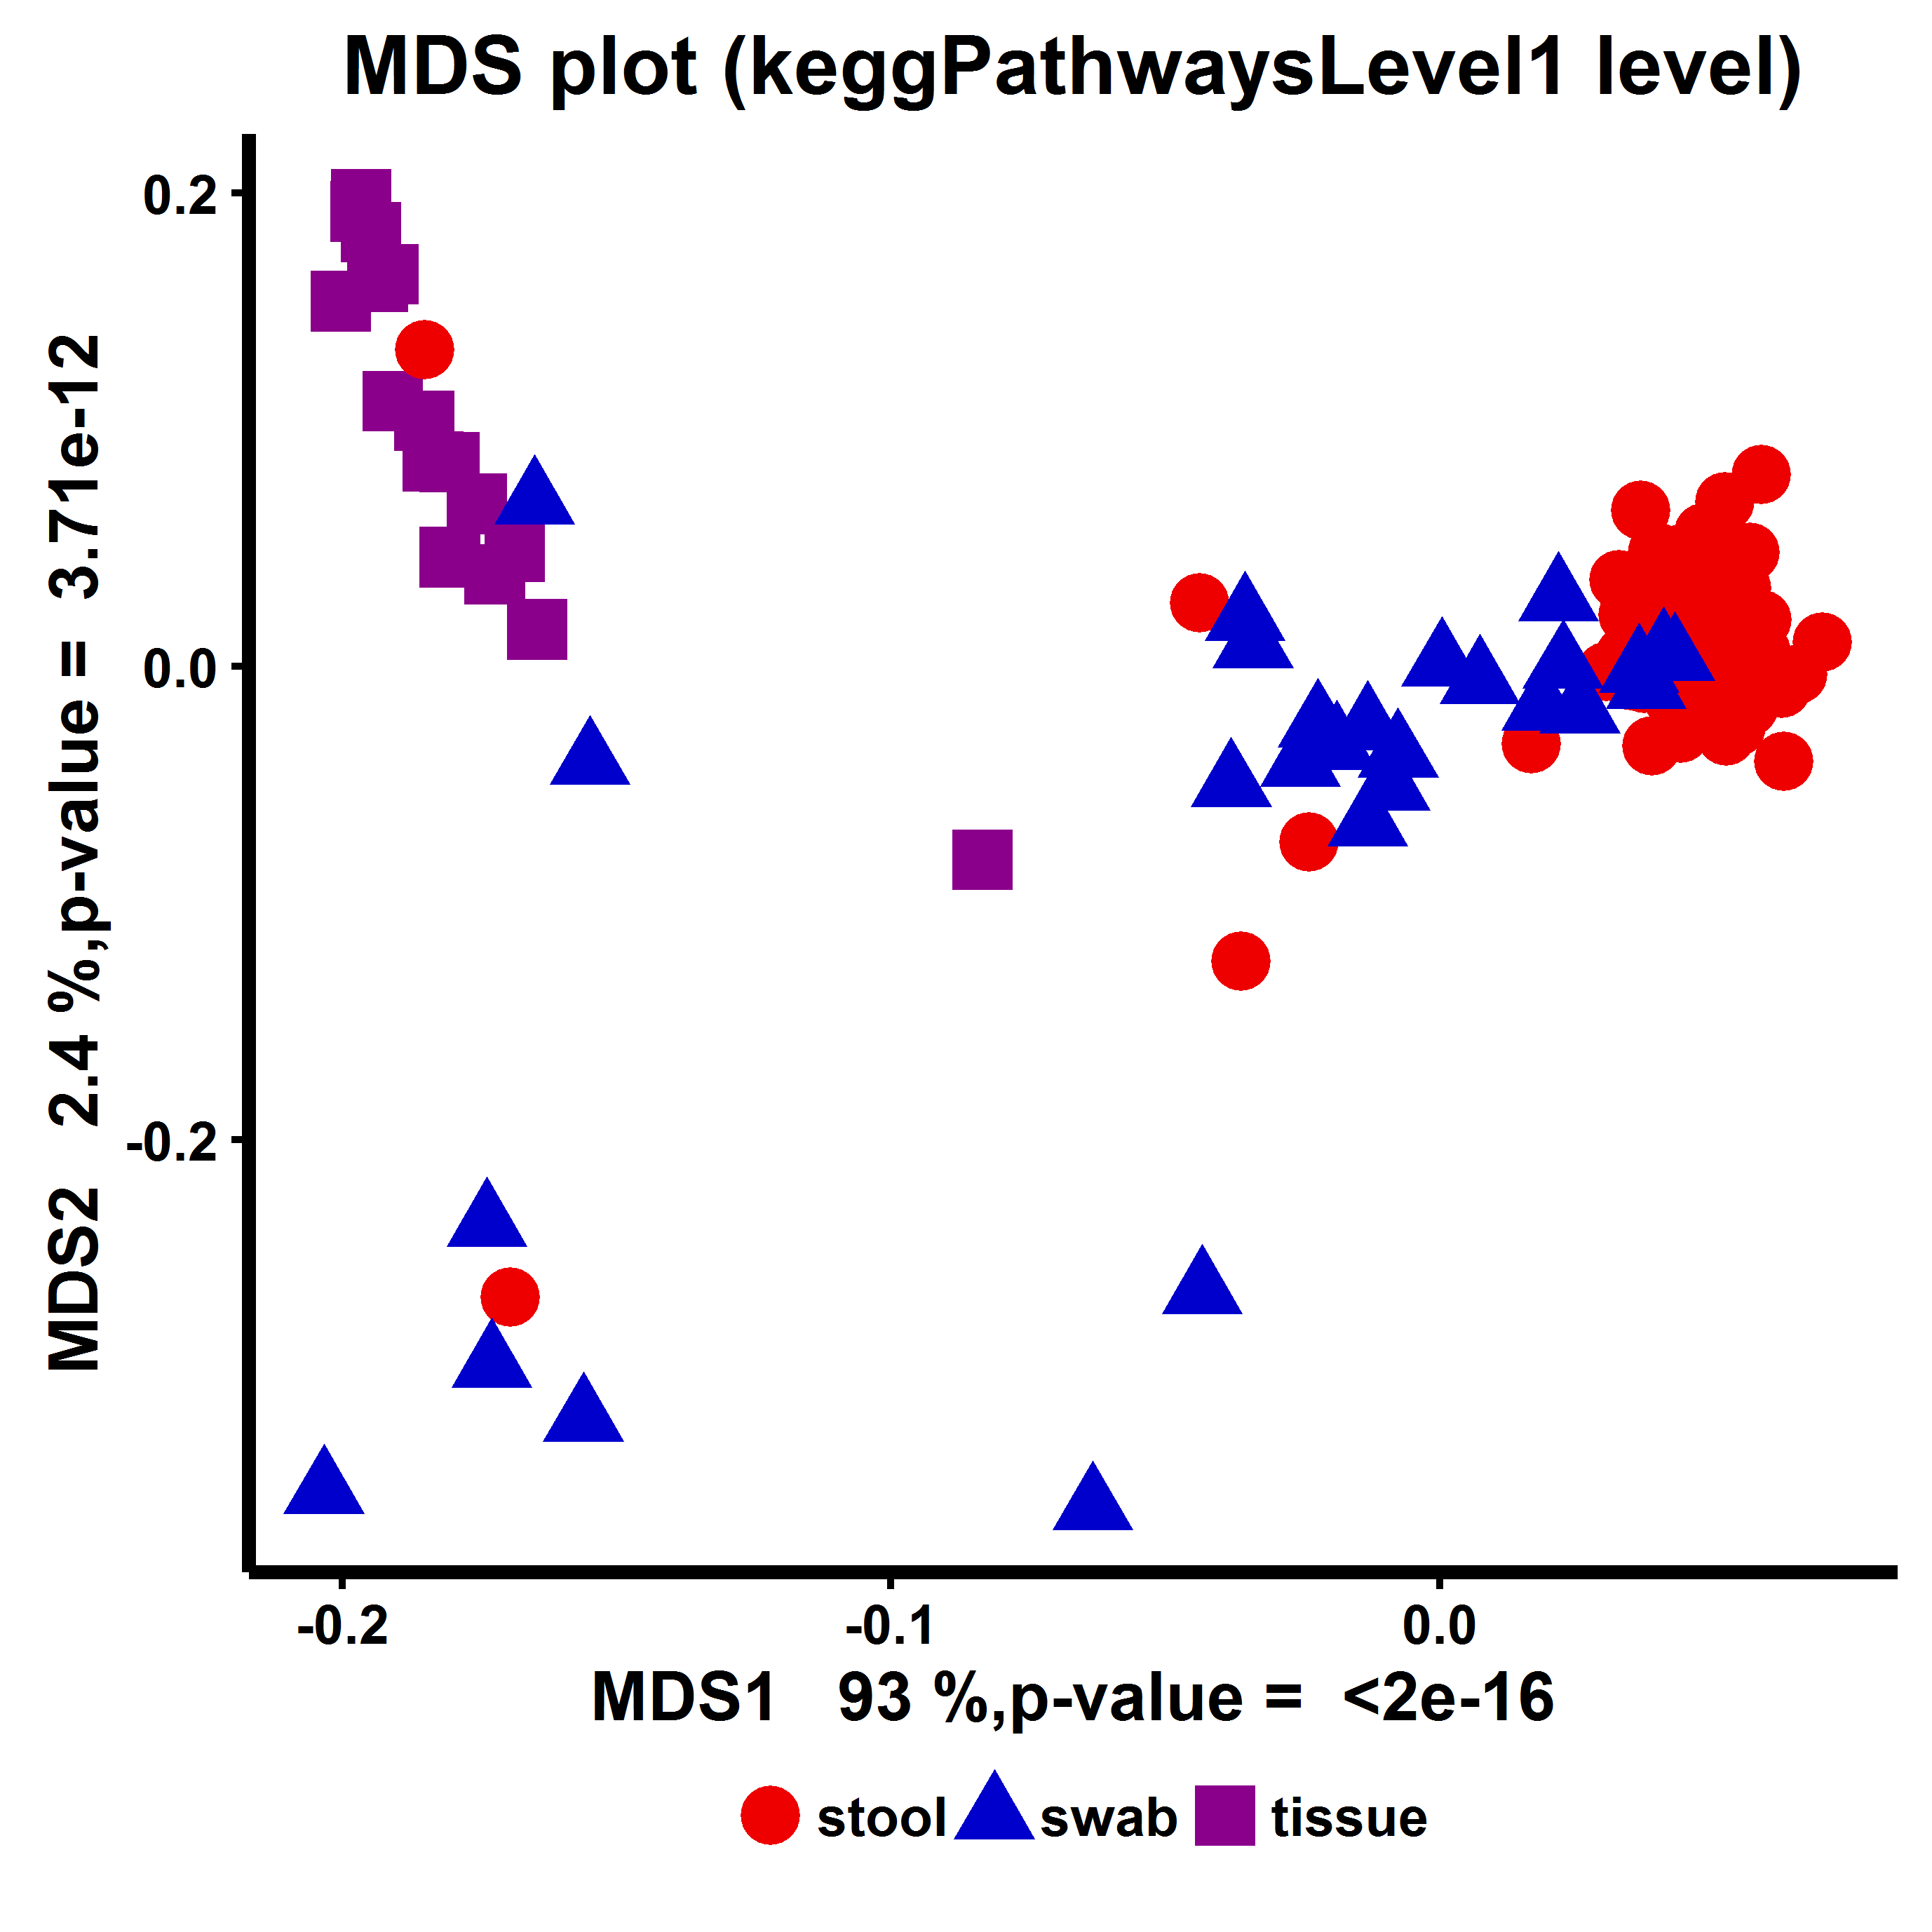 MDS plot (keggPathwaysLevel1 level)
MDS2  2.4 %,p-value =  3.71e-12
0.2
0.0
-0.2
-0.2
-0.1
0.0
MDS1   93 %,p-value =  <2e-16
stool
swab
tissue